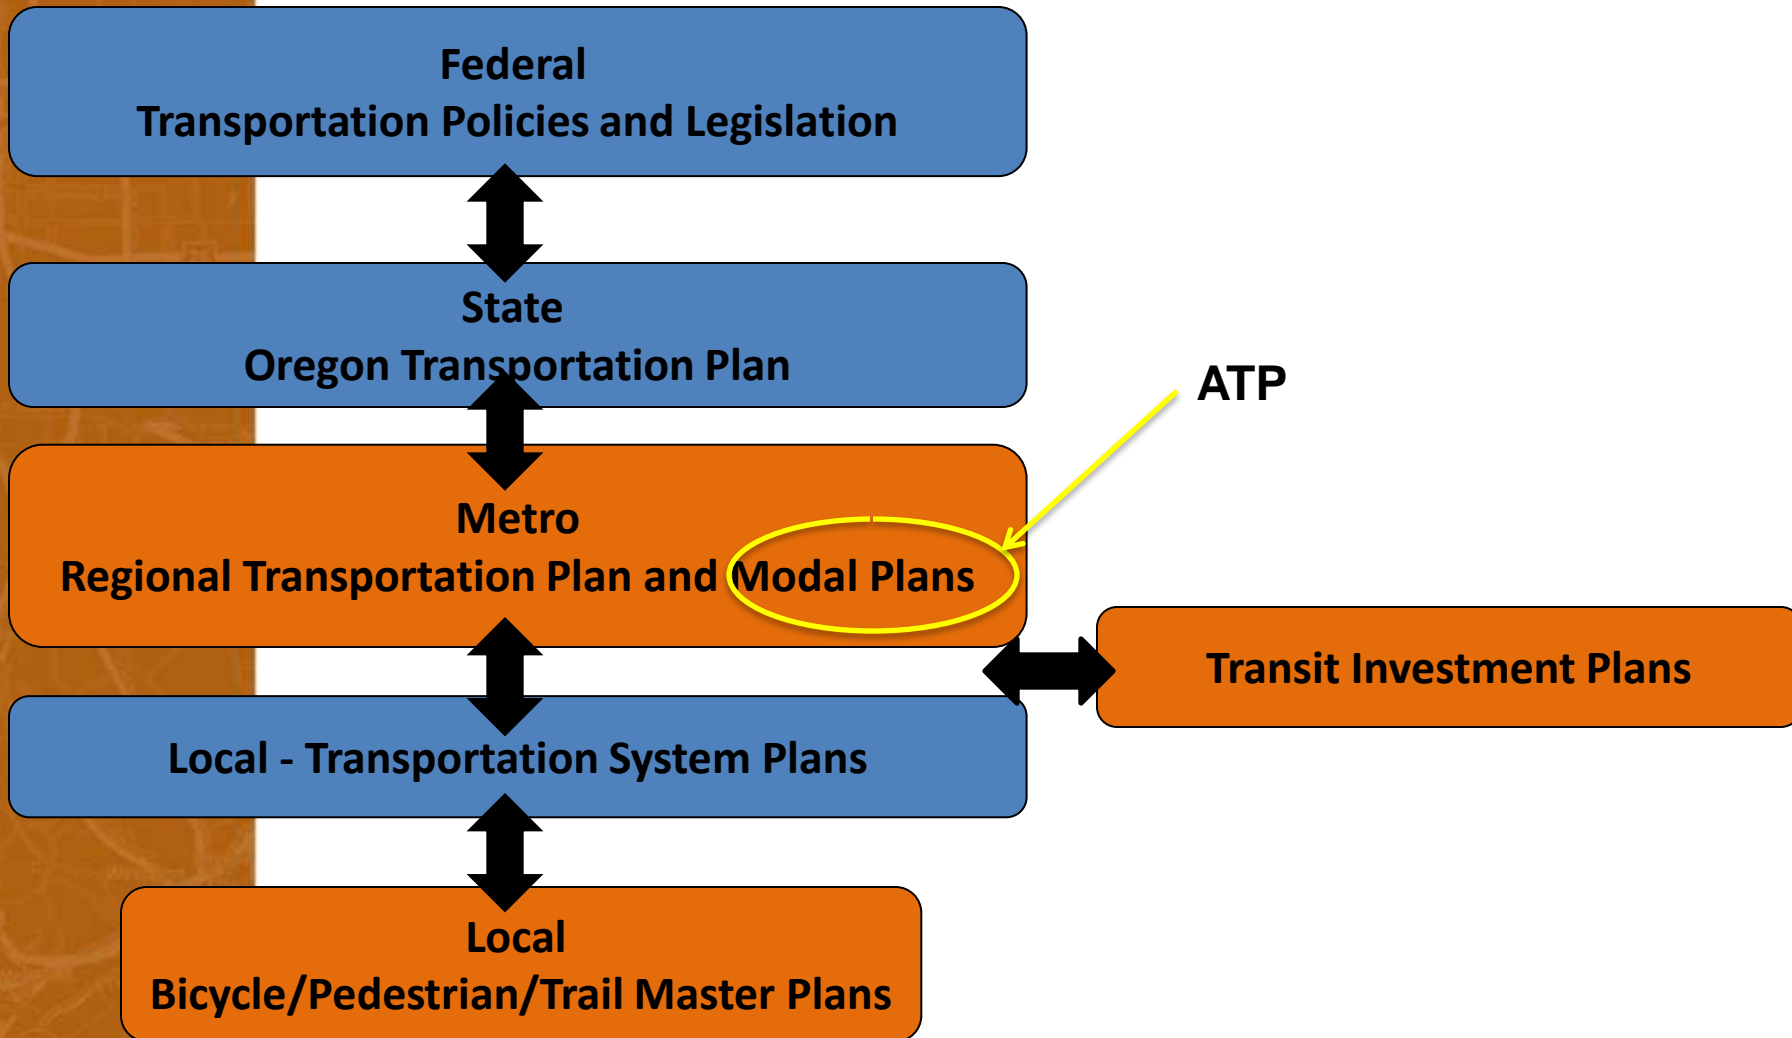 Federal
Transportation Policies and Legislation
State
Oregon Transportation Plan
ATP
Metro
Regional Transportation Plan and Modal Plans
Transit Investment Plans
Local - Transportation System Plans
Local
Bicycle/Pedestrian/Trail Master Plans